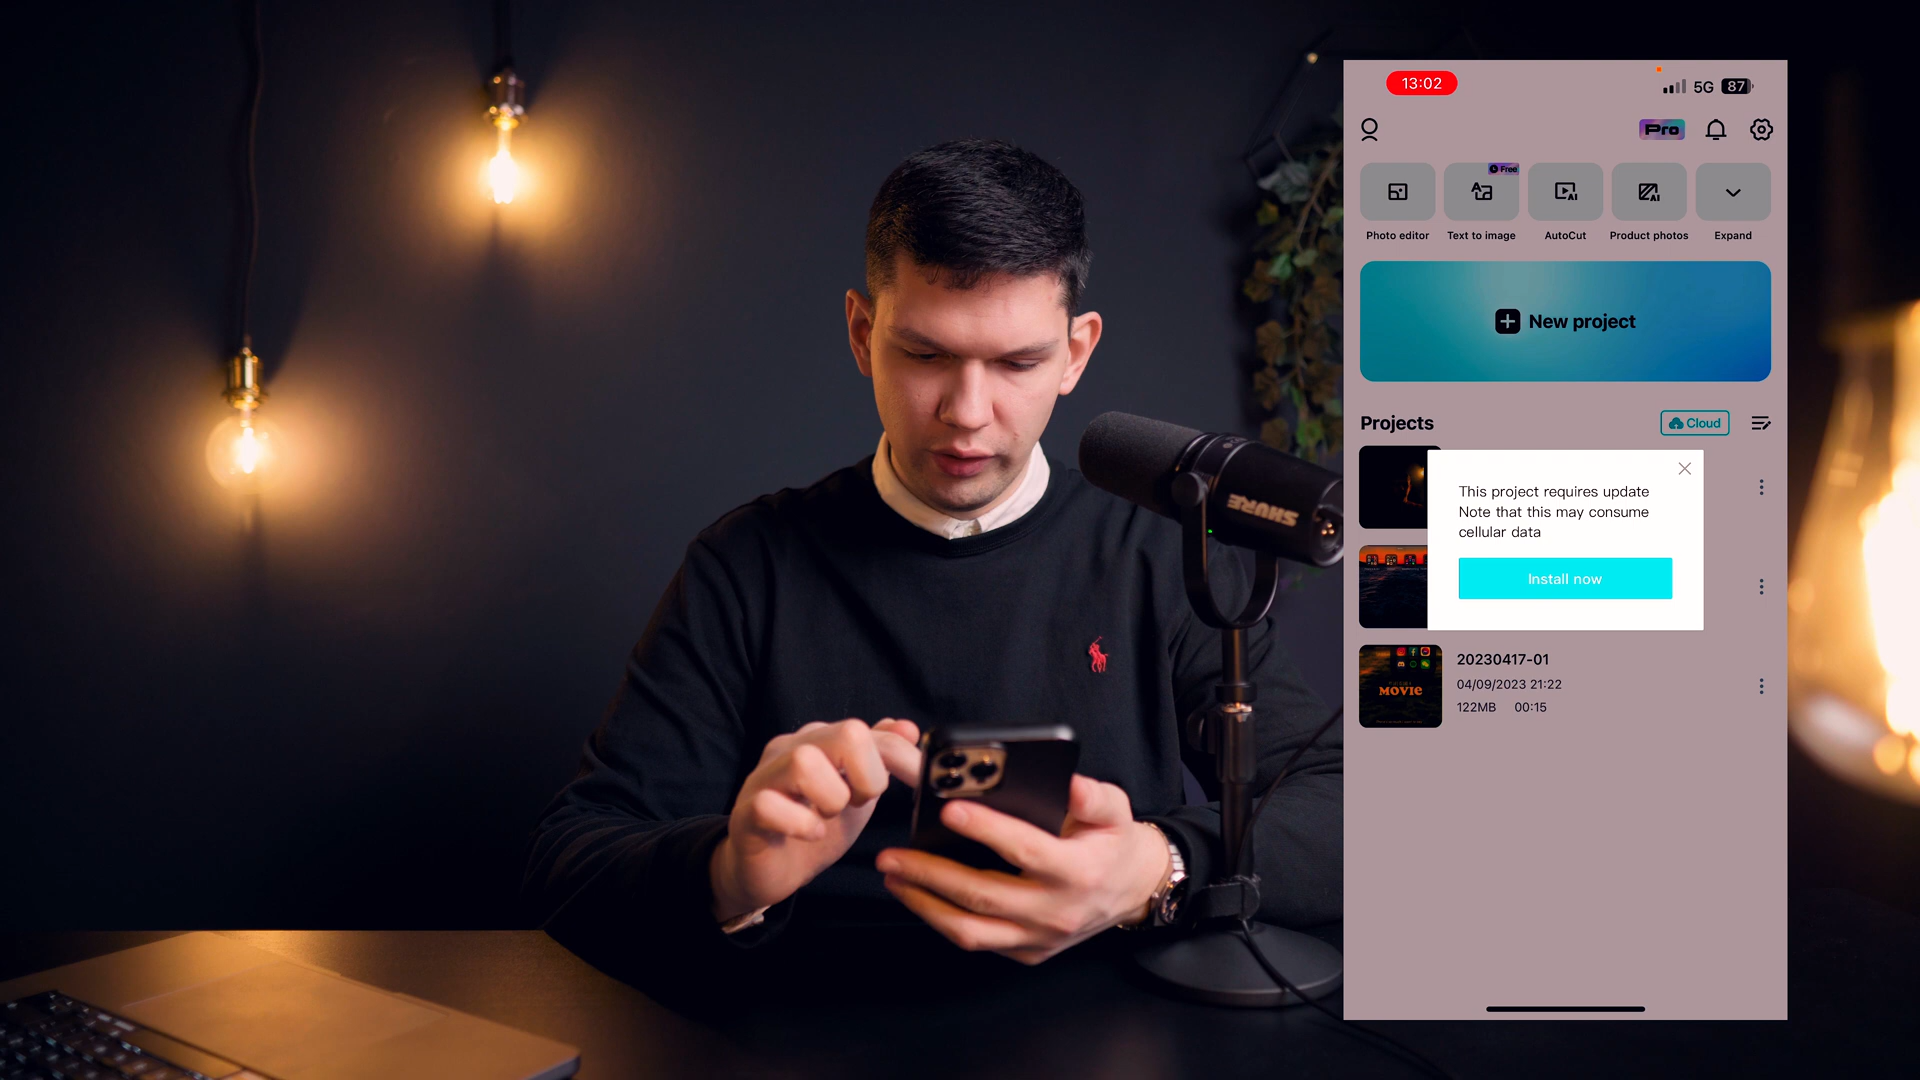 13:02
5G 87
Pro
Free
AI
AI
Photo editor
Text to image
AutoCut
Product photos
Expand
New project
Projects
Cloud
This project requires update
Note that this may consume
cellular data
Install now
20230417-01
04/09/2023 21:22
122MB 00:15
MOVIE
SHURE